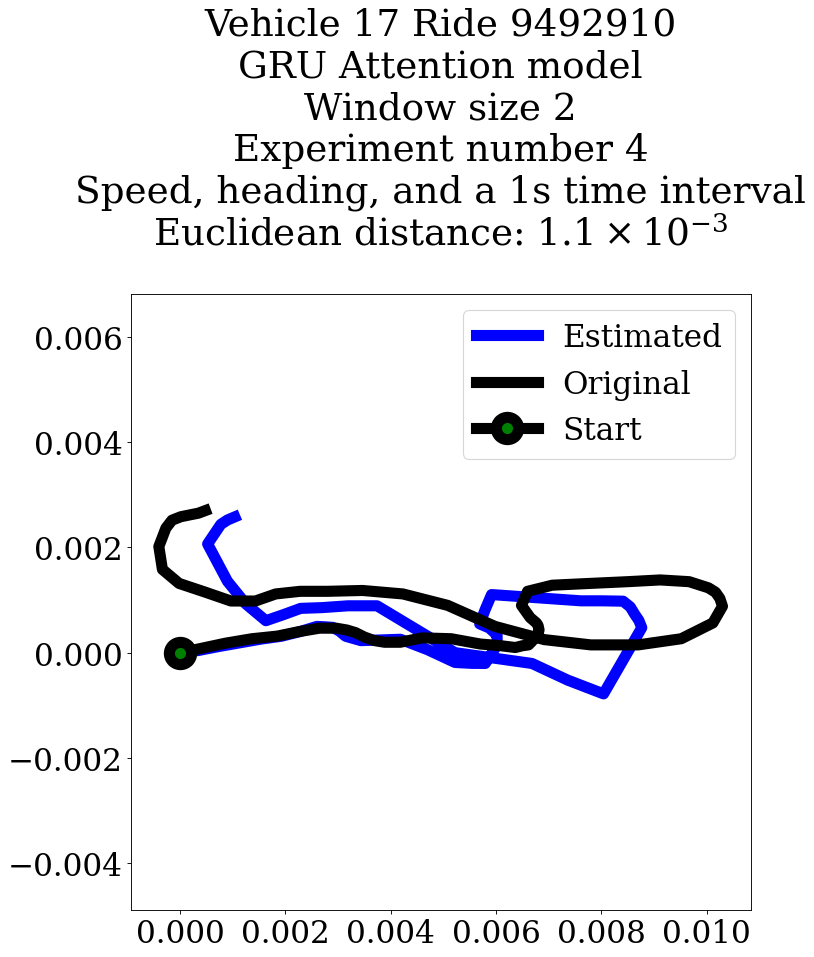 Vehicle 17 Ride 9492910
GRU Attention model
Window size 2
Experiment number 4
Speed, heading, and a 1s time interval
Euclidean distance: 1.1 × 10⁻³
Estimated
Original
Start
0.006
0.004
0.002
0.000
−0.002
−0.004
0.000 0.002 0.004 0.006 0.008 0.010